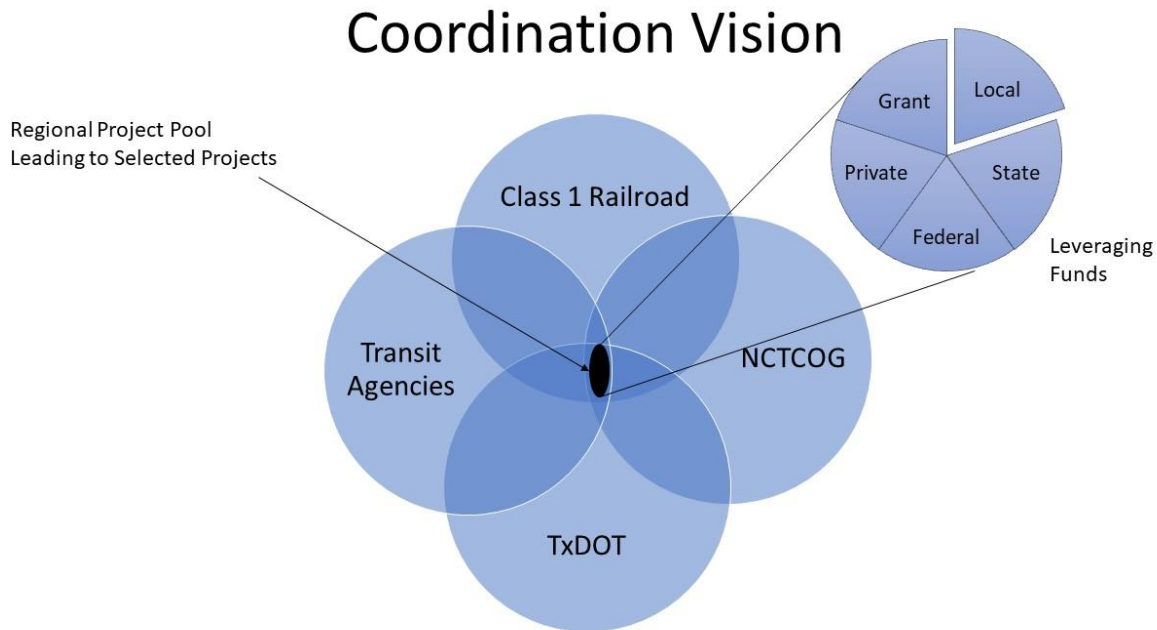 Coordination Vision
Regional Project Pool
Leading to Selected Projects
Class 1 Railroad
Transit
Agencies
NCTCOG
TxDOT
Grant
Local
Private
State
Federal
Leveraging
Funds